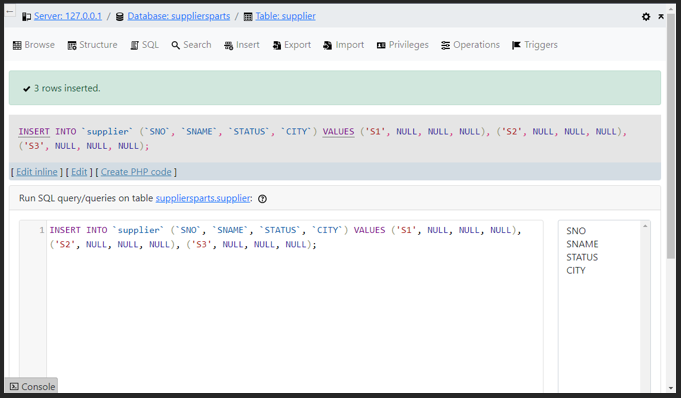 Server: 127.0.0.1 / Database: suppliersparts / Table: supplier
Browse Structure SQL Search Insert Export Import Privileges Operations Triggers
3 rows inserted.
INSERT INTO `supplier` (`SNO`, `SNAME`, `STATUS`, `CITY`) VALUES ('S1', NULL, NULL, NULL), ('S2', NULL, NULL, NULL),
('S3', NULL, NULL, NULL);
[ Edit inline ] [ Edit ] [ Create PHP code ]
Run SQL query/queries on table suppliersparts.supplier:
1 INSERT INTO `supplier` (`SNO`, `SNAME`, `STATUS`, `CITY`) VALUES ('S1', NULL, NULL, NULL),
('S2', NULL, NULL, NULL), ('S3', NULL, NULL, NULL);
SNO
SNAME
STATUS
CITY
Console